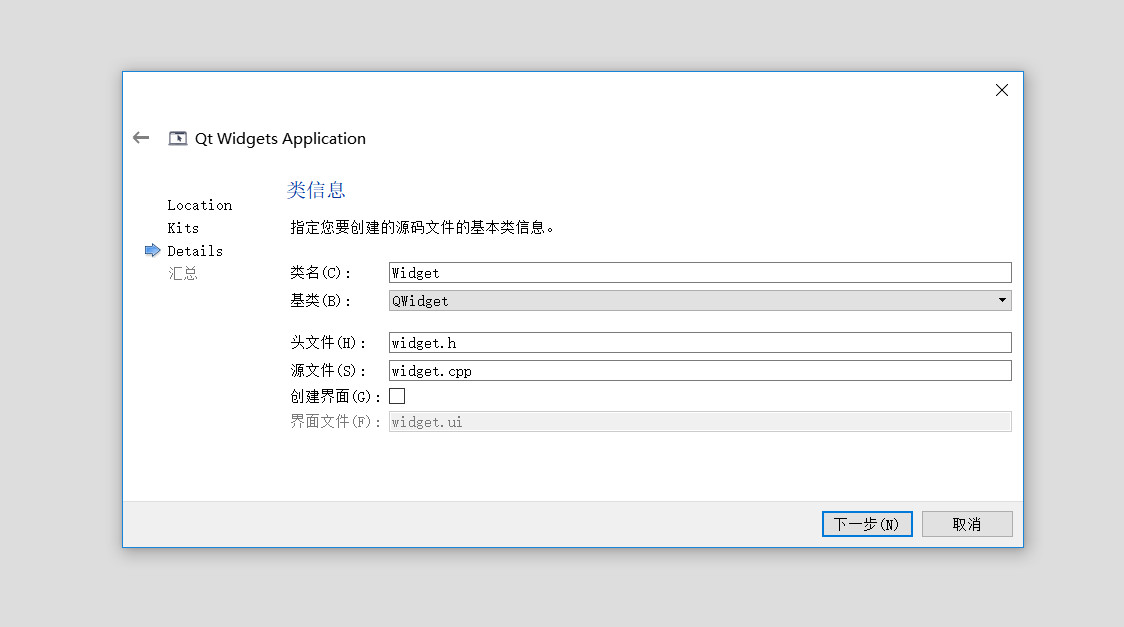 Qt Widgets Application
Location
Kits
Details
汇总
类信息
指定您要创建的源码文件的基本类信息。
类名(C): Widget
基类(B): QWidget
头文件(H): widget.h
源文件(S): widget.cpp
创建界面(G):
界面文件(F): widget.ui
下一步(N) 取消